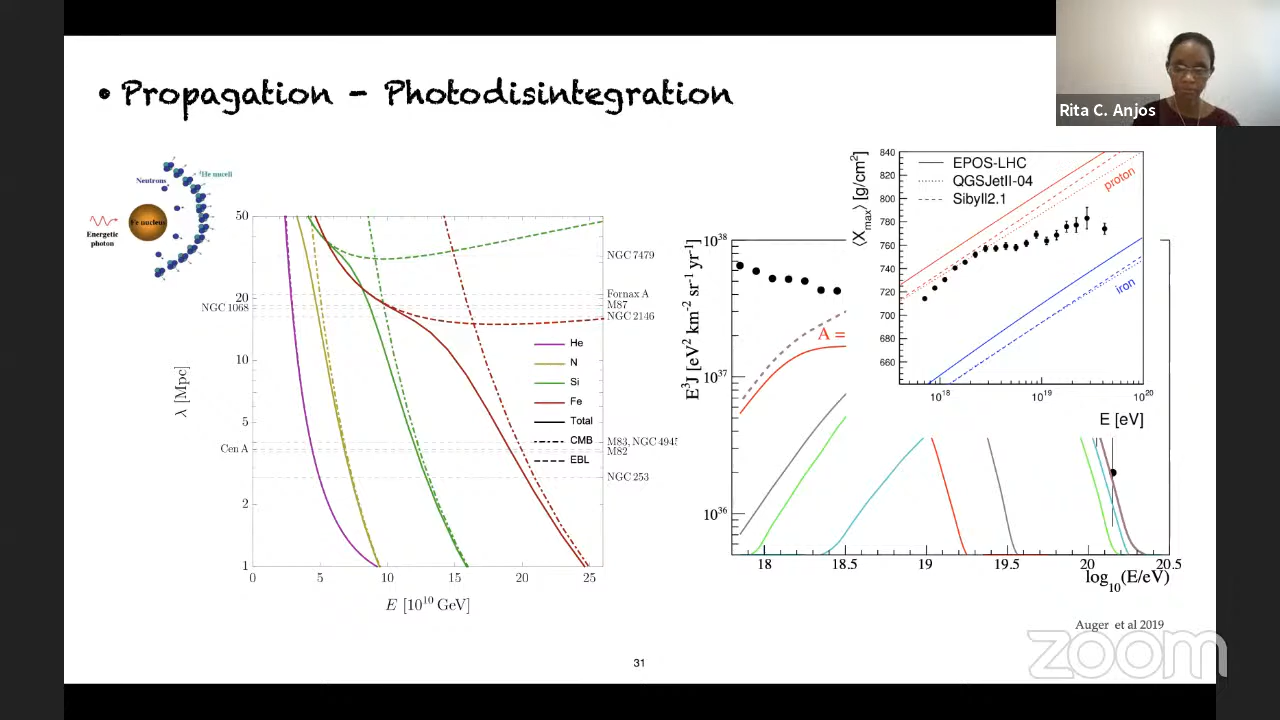 • Propagation - Photodisintegration
Rita C. Anjos
Neutrons
⁴He nucell
Fe nucleus
Energetic
photon
50
20
10
5
2
1
λ [Mpc]
NGC 1068
Cen A
NGC 7479
Fornax A
M87
NGC 2146
M83, NGC 4945
M82
NGC 253
He
N
Si
Fe
Total
CMB
EBL
0 5 10 15 20 25
E [10¹⁰ GeV]
840
820
800
780
760
740
720
700
680
660
⟨Xmax⟩ [g/cm²]
EPOS-LHC
QGSJetII-04
Sibyll2.1
proton
iron
10¹⁸ 10¹⁹ 10²⁰
E [eV]
10³⁸
10³⁷
10³⁶
E³J [eV² km⁻² sr⁻¹ yr⁻¹]
A =
18 18.5 19 19.5 20 20.5
log₁₀(E/eV)
Auger et al 2019
zoom
31